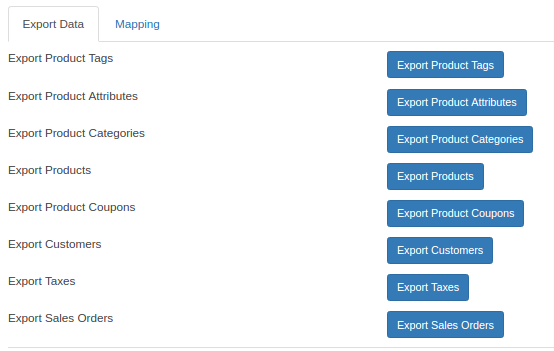 Export Data Mapping
Export Product Tags Export Product Tags
Export Product Attributes Export Product Attributes
Export Product Categories Export Product Categories
Export Products Export Products
Export Product Coupons Export Product Coupons
Export Customers Export Customers
Export Taxes Export Taxes
Export Sales Orders Export Sales Orders